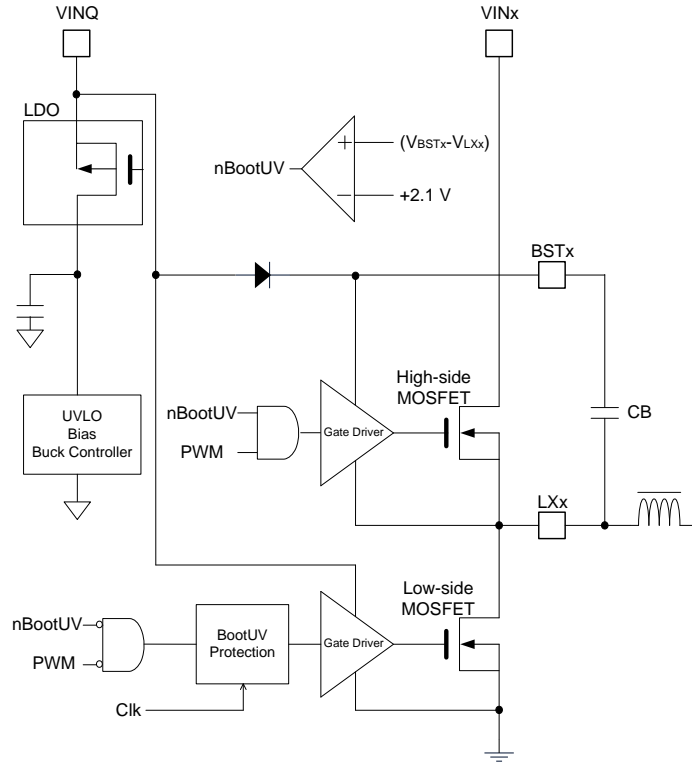 VINQ
VINx
LDO
+
(VBSTx-VLXx)
nBootUV
−
+2.1 V
BSTx
High-side
MOSFET
nBootUV
Gate Driver
CB
PWM
UVLO
Bias
Buck Controller
LXx
Low-side
MOSFET
nBootUV
BootUV
Protection
Gate Driver
PWM
Clk